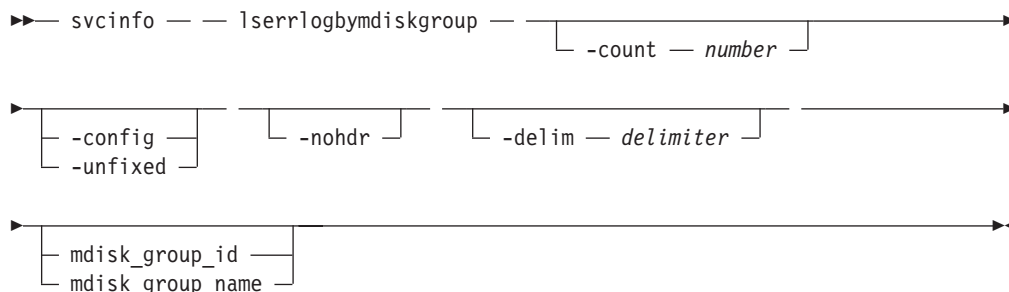 svcinfo lserrlogbymdiskgroup
-count number
-config -nohdr -delim delimiter
-unfixed
mdisk_group_id
mdisk_group_name